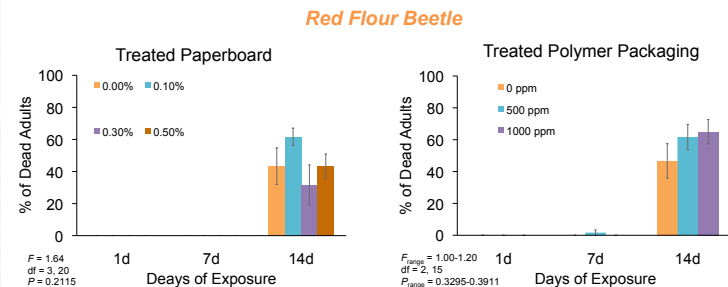 Red Flour Beetle
Treated Paperboard
% of Dead Adults
100
80
60
40
20
0
0.00% 0.10%
0.30% 0.50%
1d 7d 14d
Deays of Exposure
F = 1.64
df = 3, 20
P = 0.2115
Treated Polymer Packaging
% of Dead Adults
100
80
60
40
20
0
0 ppm
500 ppm
1000 ppm
1d 7d 14d
Days of Exposure
Frange = 1.00-1.20
df = 2, 15
Prange = 0.3295-0.3911